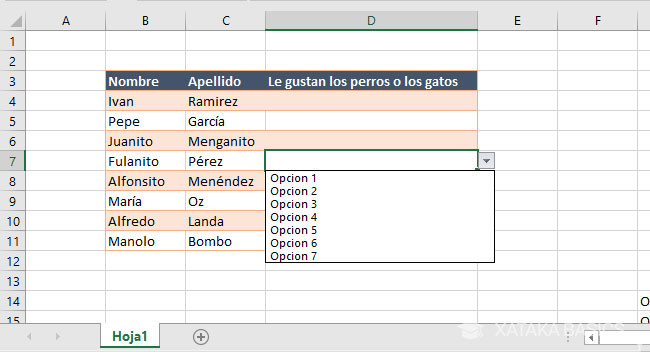 A B C D E F
1
2
3 Nombre Apellido Le gustan los perros o los gatos
4 Ivan Ramirez
5 Pepe García
6 Juanito Menganito
7 Fulanito Pérez
8 Alfonsito Menéndez Opcion 1
9 María Oz Opcion 2
10 Alfredo Landa Opcion 3
11 Manolo Bombo Opcion 4
Opcion 5
Opcion 6
Opcion 7
12
13
14 O
15 O
Hoja1
XATAKA BASICS